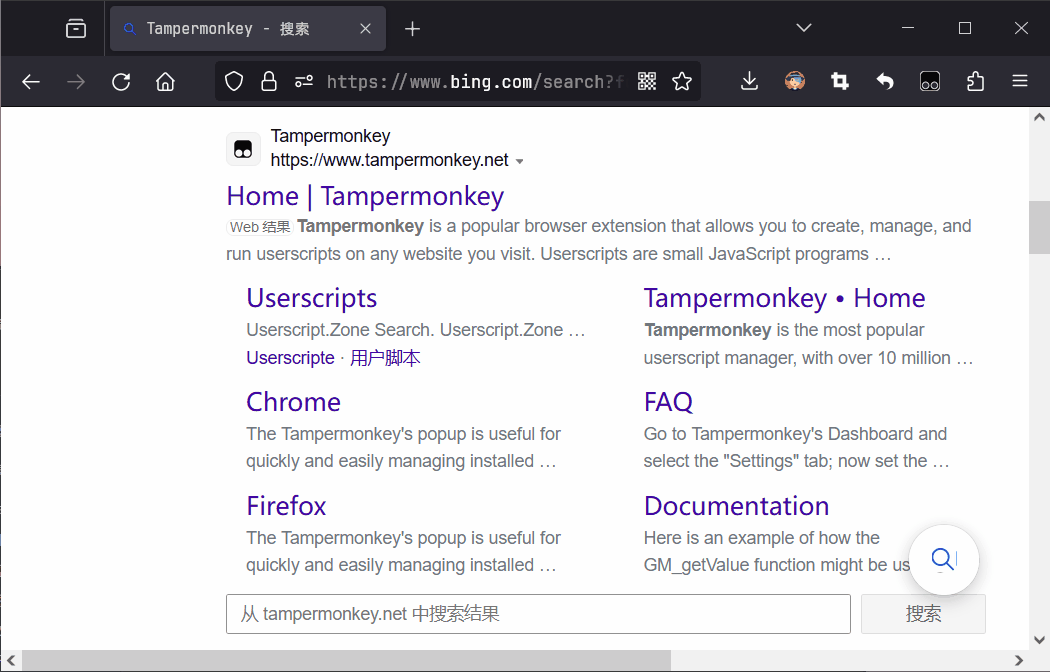 Tampermonkey - 搜索
https://www.bing.com/search?f
Tampermonkey
https://www.tampermonkey.net
Home | Tampermonkey
Web 结果 Tampermonkey is a popular browser extension that allows you to create, manage, and
run userscripts on any website you visit. Userscripts are small JavaScript programs …
Userscripts
Userscript.Zone Search. Userscript.Zone …
Userscripte · 用户脚本
Tampermonkey • Home
Tampermonkey is the most popular
userscript manager, with over 10 million …
Chrome
The Tampermonkey's popup is useful for
quickly and easily managing installed …
FAQ
Go to Tampermonkey's Dashboard and
select the "Settings" tab; now set the …
Firefox
The Tampermonkey's popup is useful for
quickly and easily managing installed …
Documentation
Here is an example of how the
GM_getValue function might be us
从 tampermonkey.net 中搜索结果
搜索